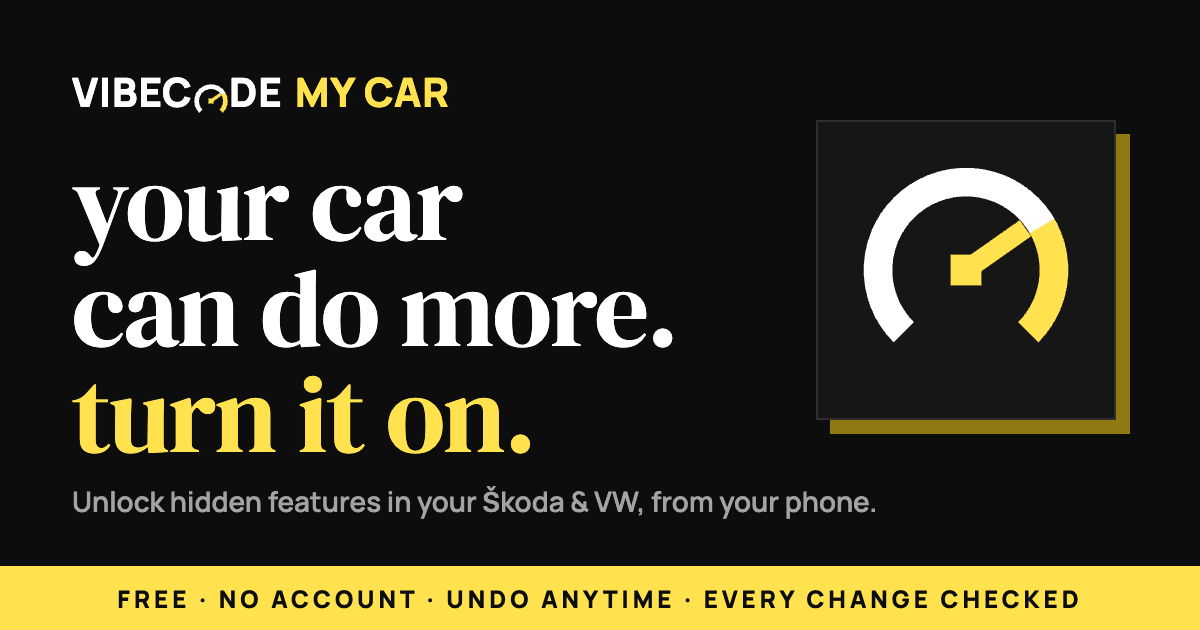 VIBECODE MY CAR
your car
can do more.
turn it on.
Unlock hidden features in your Škoda & VW, from your phone.
FREE · NO ACCOUNT · UNDO ANYTIME · EVERY CHANGE CHECKED